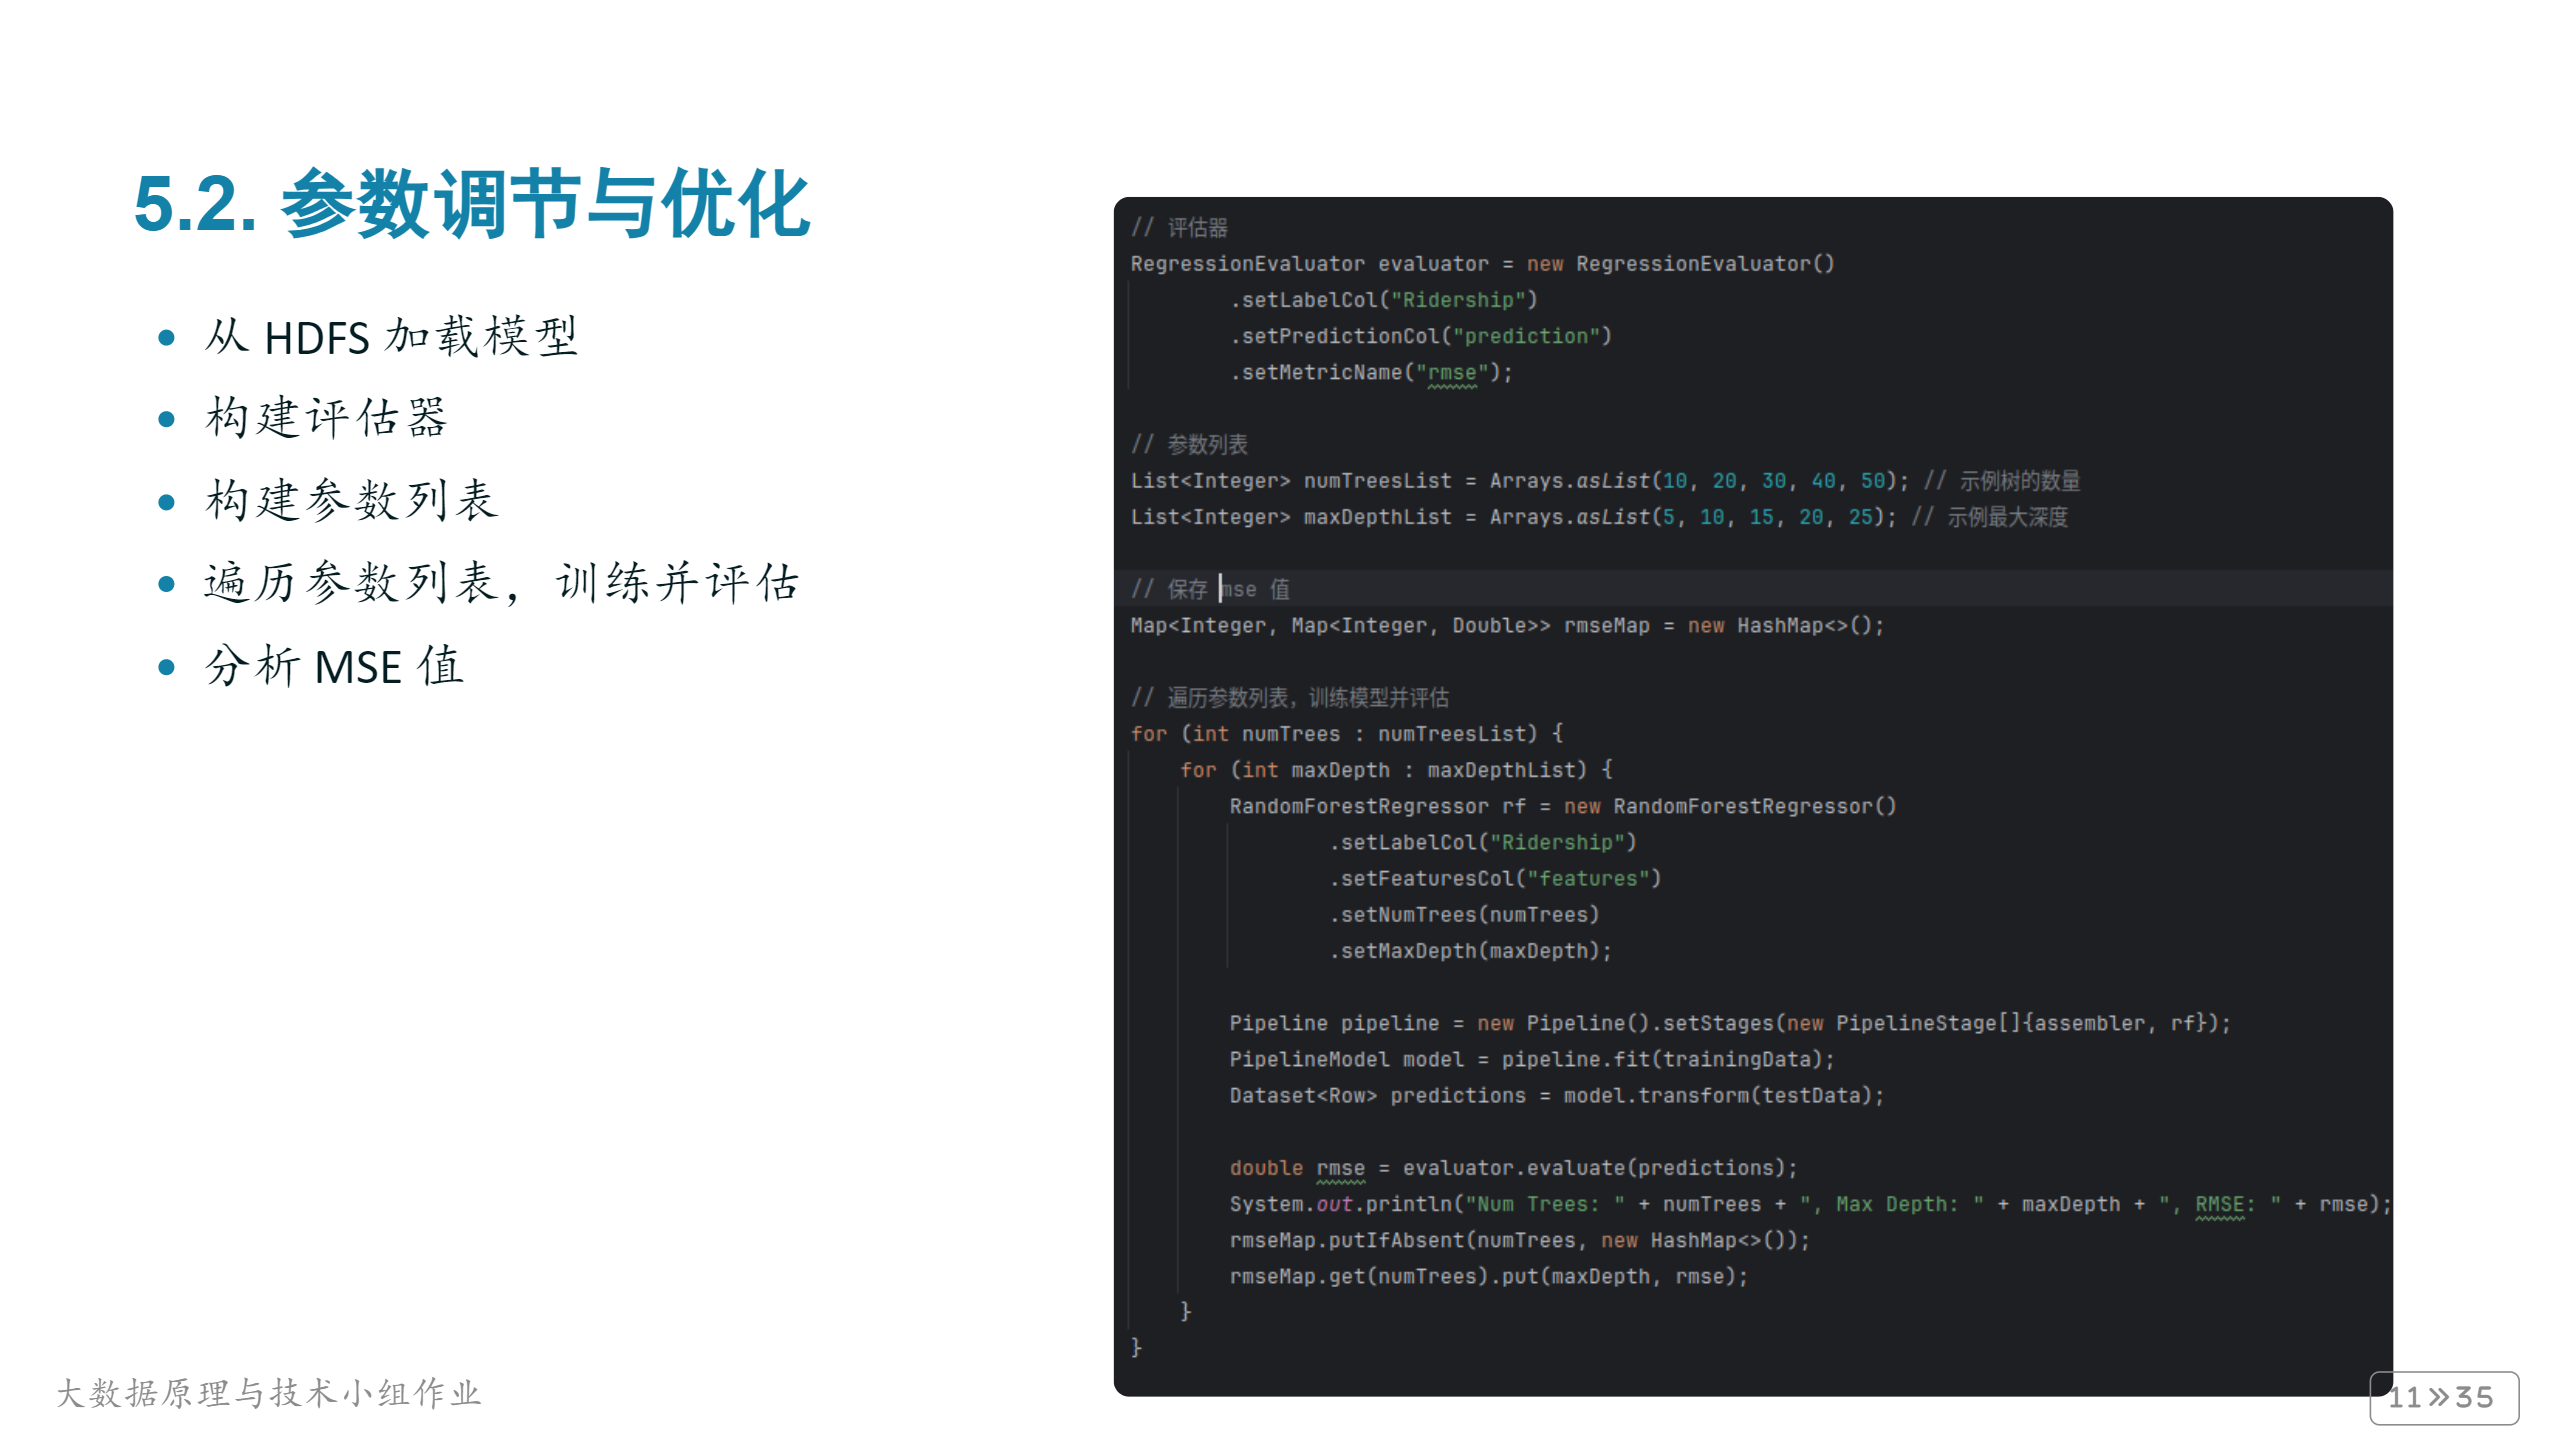 5.2. 参数调节与优化
• 从 HDFS 加载模型
• 构建评估器
• 构建参数列表
• 遍历参数列表，训练并评估
• 分析 MSE 值
// 评估器
RegressionEvaluator evaluator = new RegressionEvaluator()
        .setLabelCol("Ridership")
        .setPredictionCol("prediction")
        .setMetricName("rmse");
// 参数列表
List<Integer> numTreesList = Arrays.asList(10, 20, 30, 40, 50); // 示例树的数量
List<Integer> maxDepthList = Arrays.asList(5, 10, 15, 20, 25); // 示例最大深度
// 保存 mse 值
Map<Integer, Map<Integer, Double>> rmseMap = new HashMap<>();
// 遍历参数列表，训练模型并评估
for (int numTrees : numTreesList) {
    for (int maxDepth : maxDepthList) {
        RandomForestRegressor rf = new RandomForestRegressor()
                .setLabelCol("Ridership")
                .setFeaturesCol("features")
                .setNumTrees(numTrees)
                .setMaxDepth(maxDepth);
        Pipeline pipeline = new Pipeline().setStages(new PipelineStage[]{assembler, rf});
        PipelineModel model = pipeline.fit(trainingData);
        Dataset<Row> predictions = model.transform(testData);
        double rmse = evaluator.evaluate(predictions);
        System.out.println("Num Trees: " + numTrees + ", Max Depth: " + maxDepth + ", RMSE: " + rmse);
        rmseMap.putIfAbsent(numTrees, new HashMap<>());
        rmseMap.get(numTrees).put(maxDepth, rmse);
    }
}
大数据原理与技术小组作业
11»35